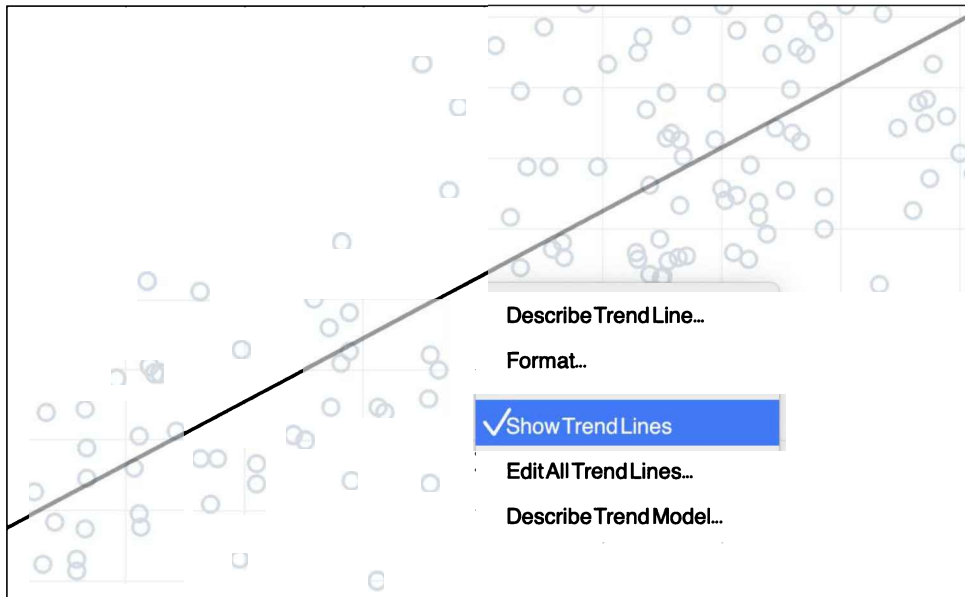 Describe Trend Line...
Format...
Show Trend Lines
Edit All Trend Lines...
Describe Trend Model...